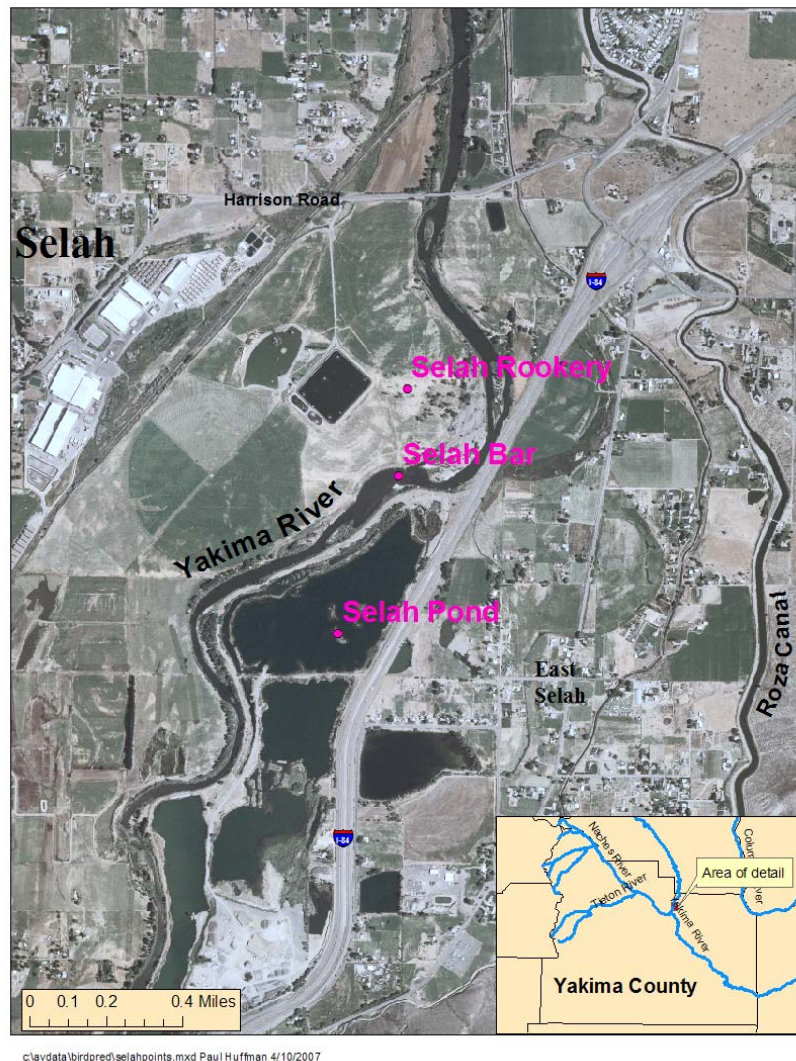 Harrison Road
Selah
I-84
Selah Rookery
Selah Bar
Yakima River
Selah Pond
East
Selah
Roza Canal
I-84
Naches River
Tieton River
Yakima River
Area of detail
Yakima County
0 0.1 0.2 0.4 Miles
c:\avdata\birdpred\selahpoints.mxd Paul Huffman 4/10/2007